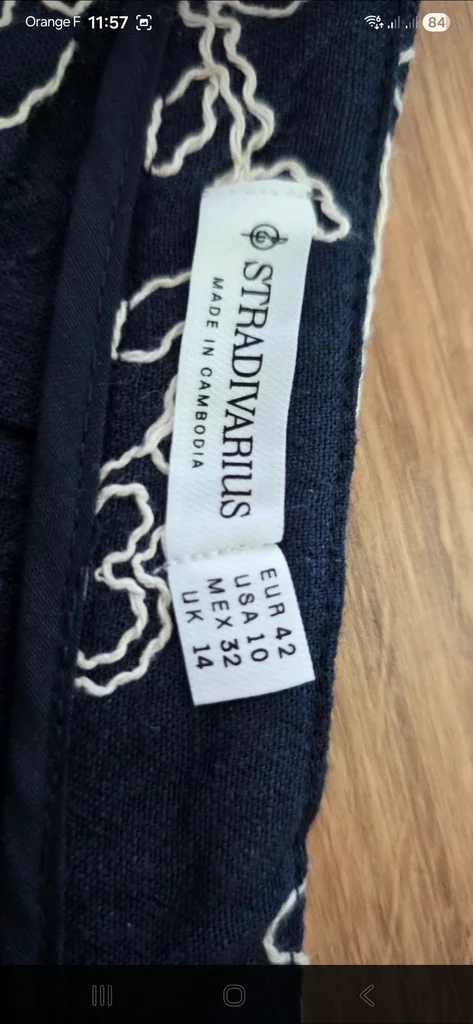 Orange F 11:57 84
STRADIVARIUS
MADE IN CAMBODIA
EUR 42
USA 10
MEX 32
UK 14